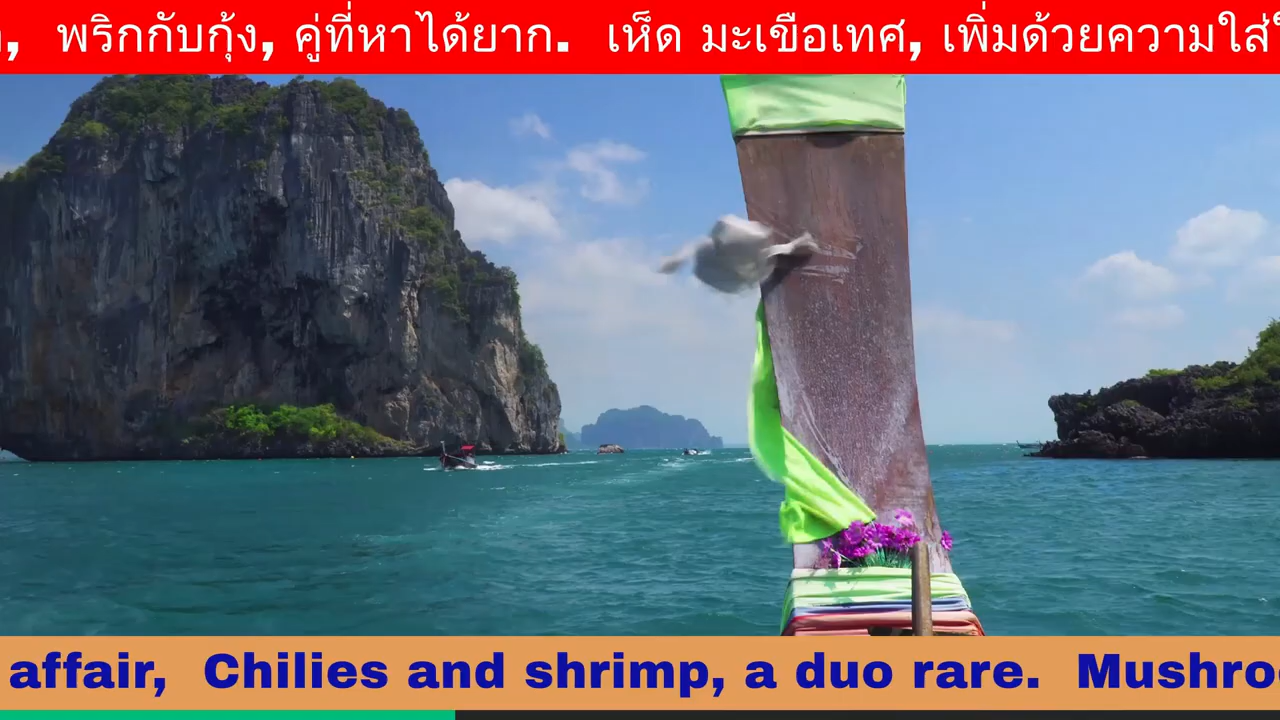 พริกกับกุ้ง, คู่ที่หาได้ยาก. เห็ด มะเขือเทศ, เพิ่มด้วยความใส่
affair, Chilies and shrimp, a duo rare.